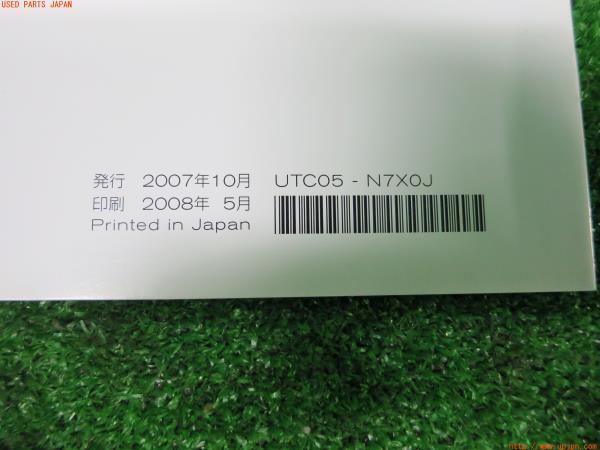 USED PARTS JAPAN
発行 2007年10月 UTC05 - N7X0J
印刷 2008年 5月
Printed in Japan